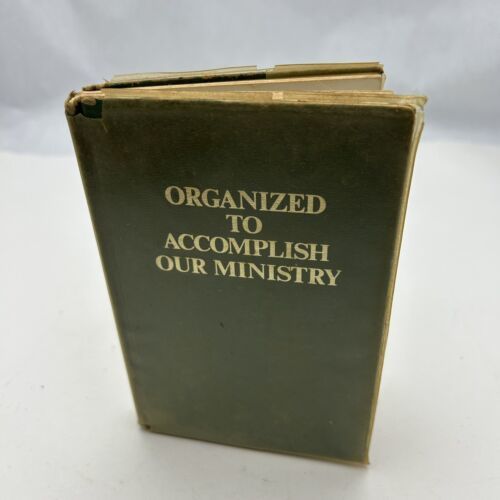 ORGANIZED
TO
ACCOMPLISH
OUR MINISTRY